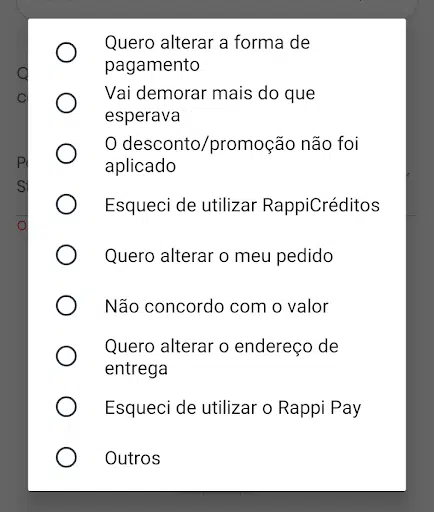 Quero alterar a forma de
pagamento
Vai demorar mais do que
esperava
O desconto/promoção não foi
aplicado
Esqueci de utilizar RappiCréditos
Quero alterar o meu pedido
Não concordo com o valor
Quero alterar o endereço de
entrega
Esqueci de utilizar o Rappi Pay
Outros